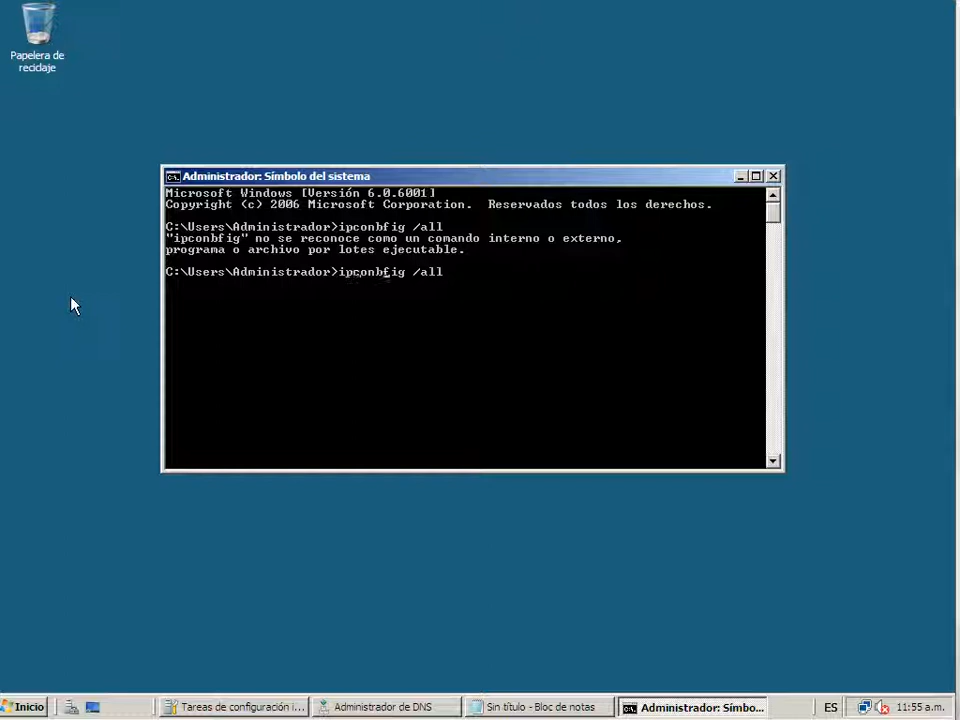 Papelera de
reciclaje
Administrador: Símbolo del sistema
Microsoft Windows [Versión 6.0.6001]
Copyright (c) 2006 Microsoft Corporation. Reservados todos los derechos.
C:\Users\Administrador>ipconbfig /all
"ipconbfig" no se reconoce como un comando interno o externo,
programa o archivo por lotes ejecutable.
C:\Users\Administrador>ipconbfig /all
Inicio
Tareas de configuración i...
Administrador de DNS
Sin título - Bloc de notas
Administrador: Símbo...
ES
11:55 a.m.